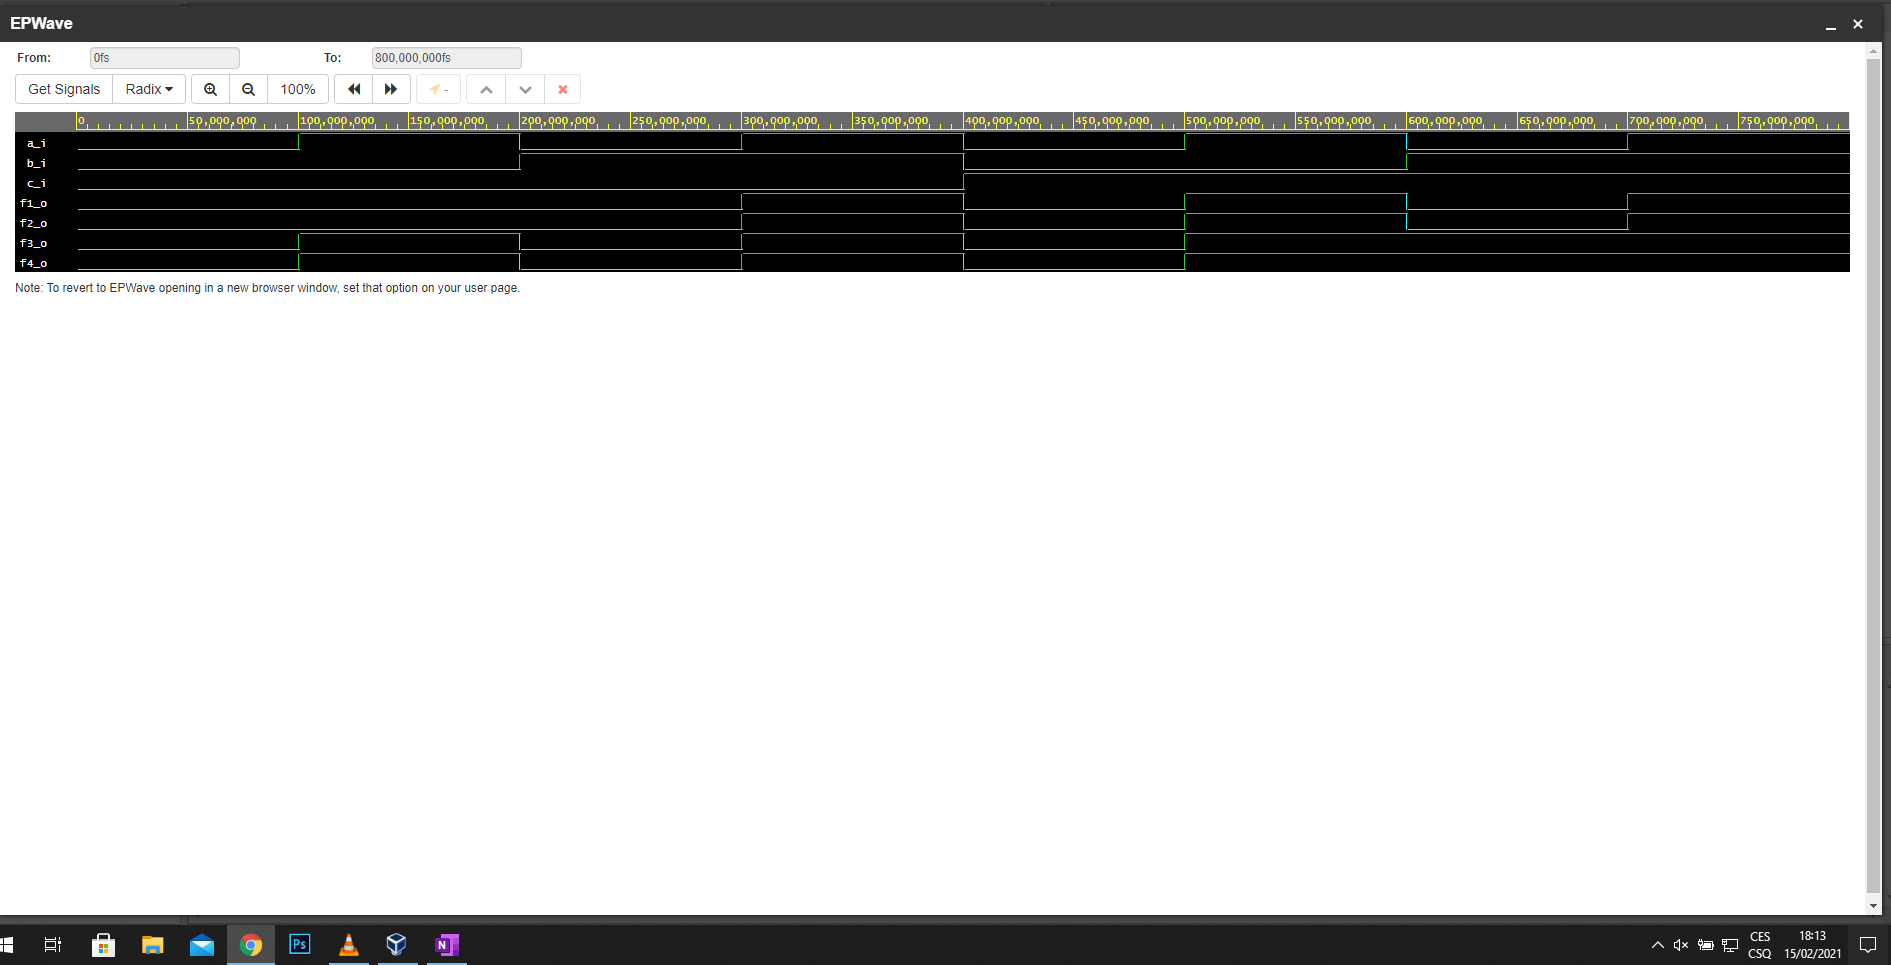 EPWave
From: 0fs To: 800,000,000fs
Get Signals Radix 100% -
0 50,000,000 100,000,000 150,000,000 200,000,000 250,000,000 300,000,000 350,000,000 400,000,000 450,000,000 500,000,000 550,000,000 600,000,000 650,000,000 700,000,000 750,000,000
a_i
b_i
c_i
f1_o
f2_o
f3_o
f4_o
Note: To revert to EPWave opening in a new browser window, set that option on your user page.
Ps
N
CES 18:13
CSQ 15/02/2021